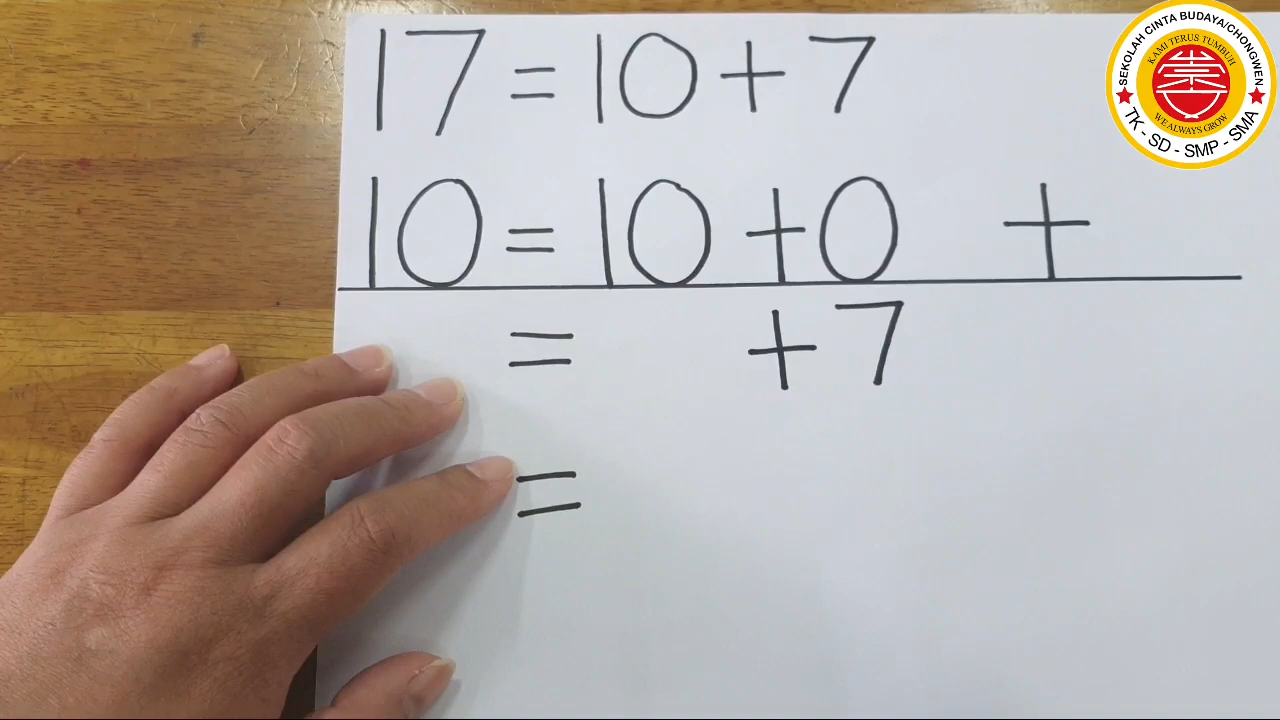 17 = 10 + 7
10 = 10 + 0 +
= + 7
=
SEKOLAH CINTA BUDAYA/CHONGWEN
KAMI TERUS TUMBUH
WE ALWAYS GROW
TK - SD - SMP - SMA